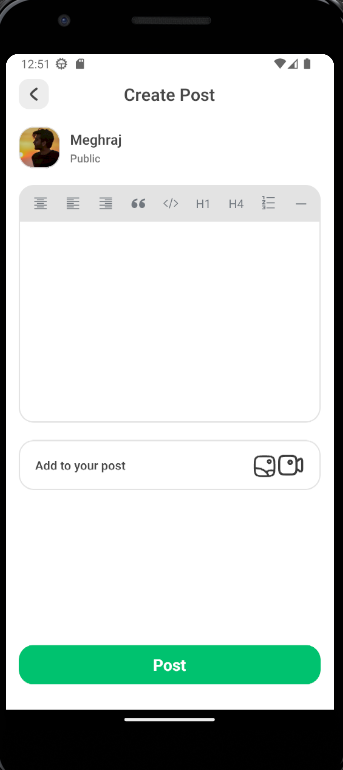 12:51
Create Post
Meghraj
Public
</> H1 H4
Add to your post
Post